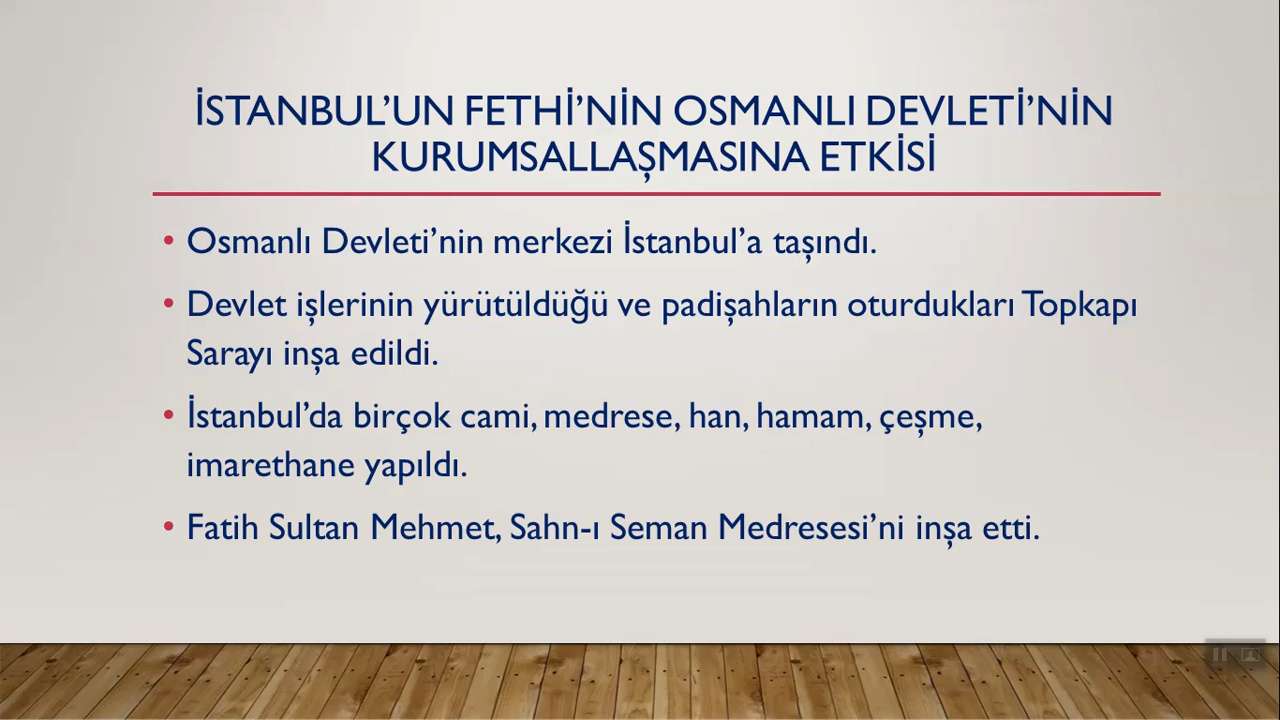 İSTANBUL’UN FETHİ’NİN OSMANLI DEVLETİ’NİN
KURUMSALLAŞMASINA ETKİSİ
• Osmanlı Devleti’nin merkezi İstanbul’a taşındı.
• Devlet işlerinin yürütüldüğü ve padişahların oturdukları Topkapı
Sarayı inşa edildi.
• İstanbul’da birçok cami, medrese, han, hamam, çeşme,
imarethane yapıldı.
• Fatih Sultan Mehmet, Sahn-ı Seman Medresesi’ni inşa etti.